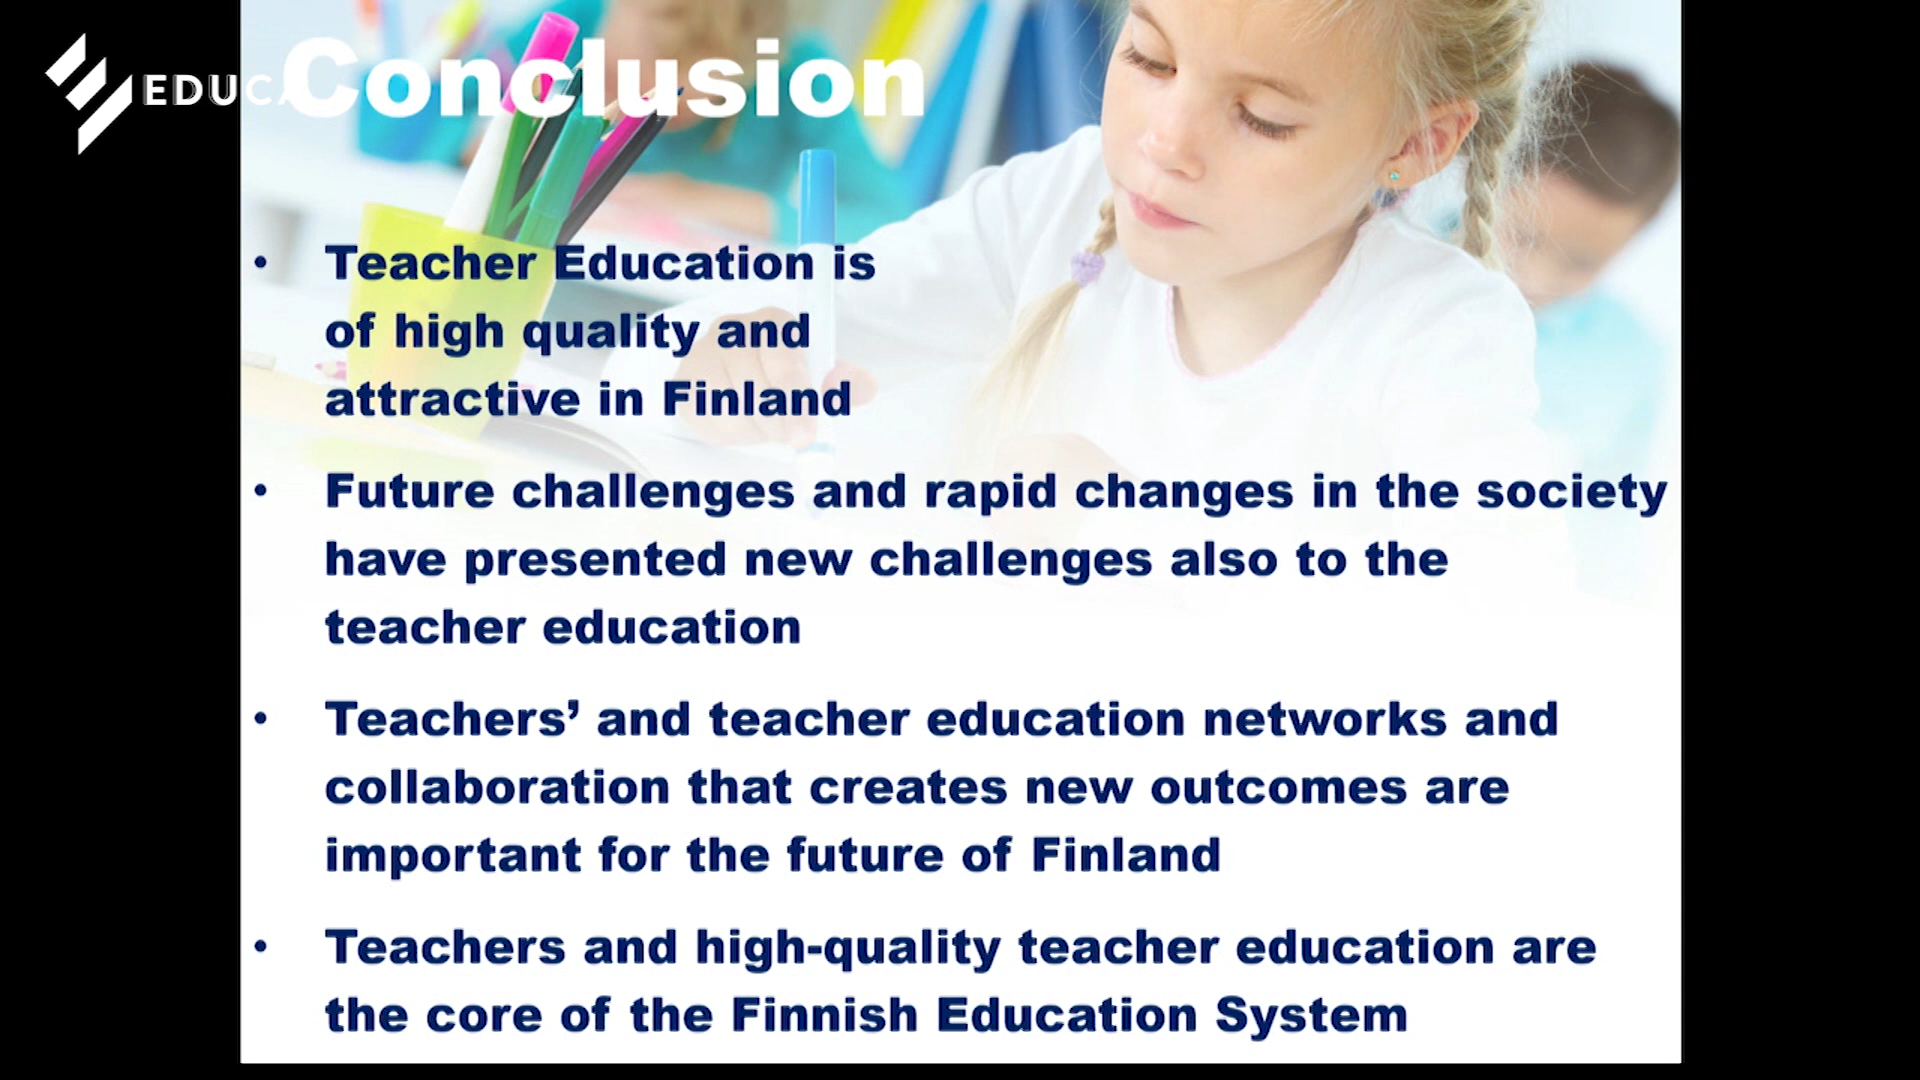 EDUCA
Conclusion
• Teacher Education is
of high quality and
attractive in Finland
• Future challenges and rapid changes in the society
have presented new challenges also to the
teacher education
• Teachers’ and teacher education networks and
collaboration that creates new outcomes are
important for the future of Finland
• Teachers and high-quality teacher education are
the core of the Finnish Education System